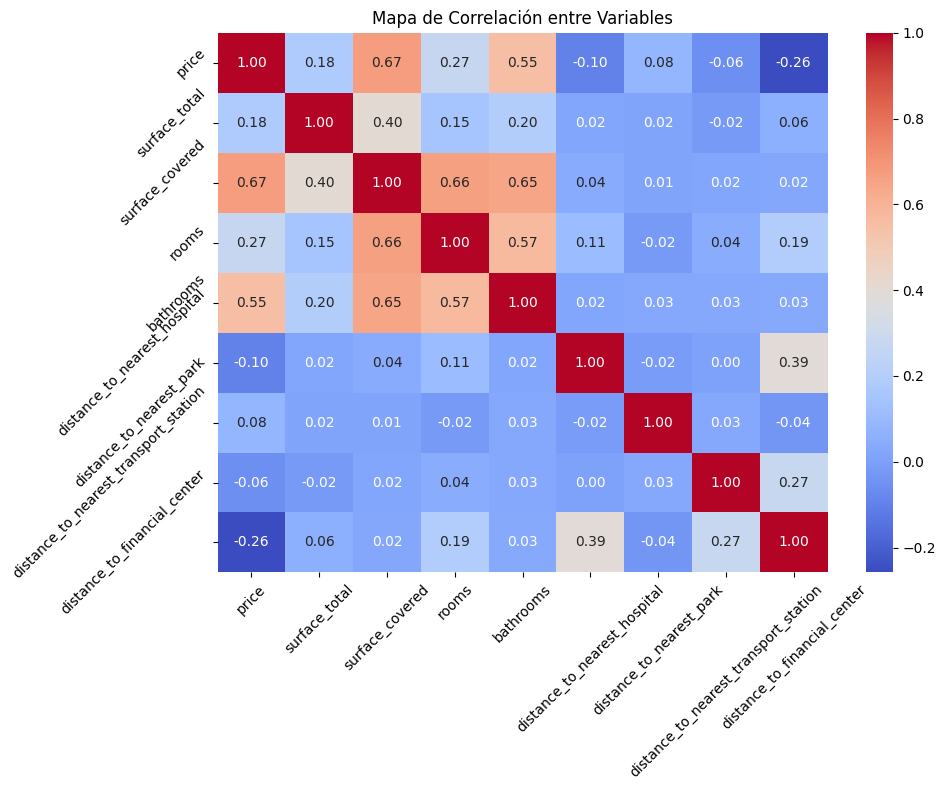 Mapa de Correlación entre Variables
price 1.00 0.18 0.67 0.27 0.55 -0.10 0.08 -0.06 -0.26
surface_total 0.18 1.00 0.40 0.15 0.20 0.02 0.02 -0.02 0.06
surface_covered 0.67 0.40 1.00 0.66 0.65 0.04 0.01 0.02 0.02
rooms 0.27 0.15 0.66 1.00 0.57 0.11 -0.02 0.04 0.19
bathrooms 0.55 0.20 0.65 0.57 1.00 0.02 0.03 0.03 0.03
distance_to_nearest_hospital -0.10 0.02 0.04 0.11 0.02 1.00 -0.02 0.00 0.39
distance_to_nearest_park 0.08 0.02 0.01 -0.02 0.03 -0.02 1.00 0.03 -0.04
distance_to_nearest_transport_station -0.06 -0.02 0.02 0.04 0.03 0.00 0.03 1.00 0.27
distance_to_financial_center -0.26 0.06 0.02 0.19 0.03 0.39 -0.04 0.27 1.00
price
surface_total
surface_covered
rooms
bathrooms
distance_to_nearest_hospital
distance_to_nearest_park
distance_to_nearest_transport_station
distance_to_financial_center
1.0
0.8
0.6
0.4
0.2
0.0
−0.2